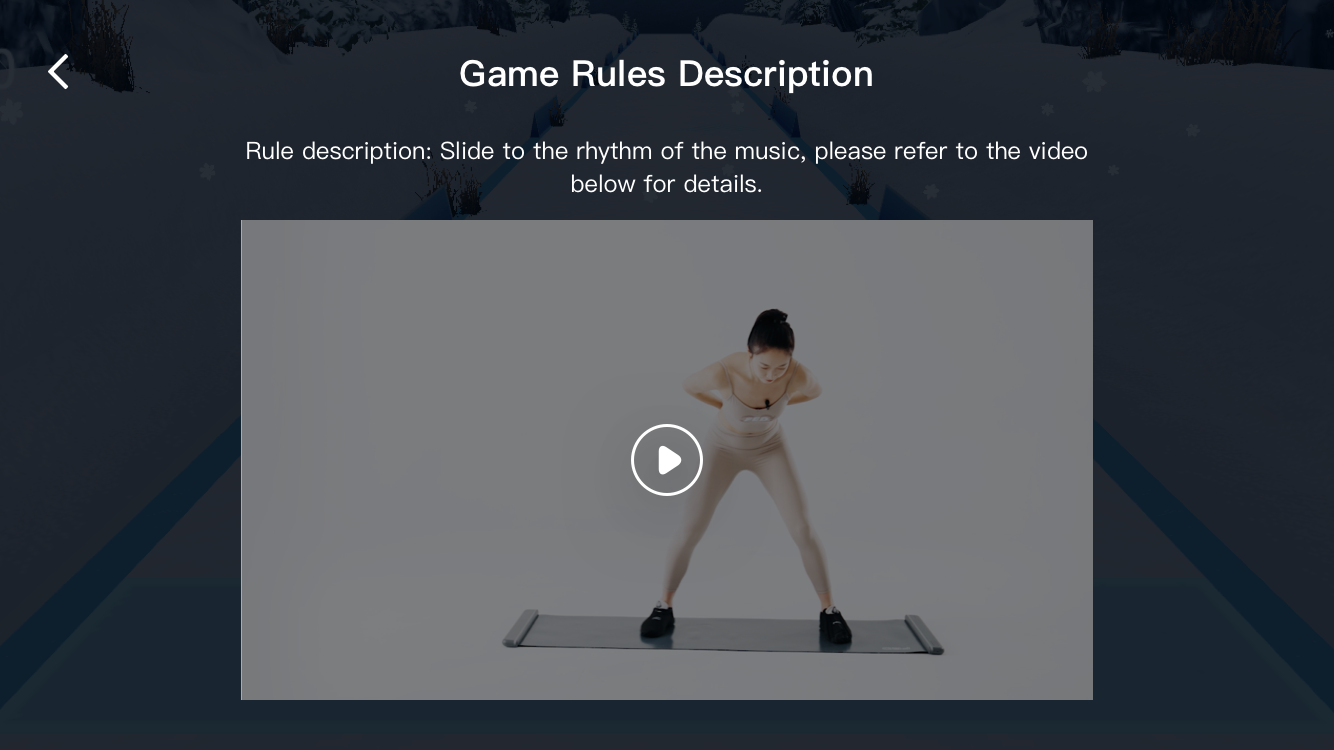 Game Rules Description
Rule description: Slide to the rhythm of the music, please refer to the video
below for details.